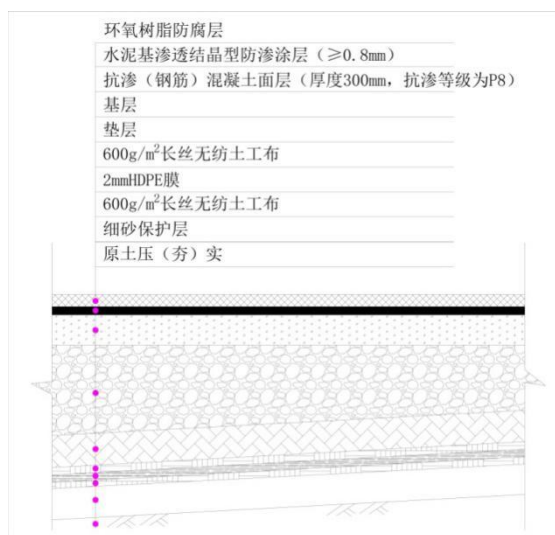 环氧树脂防腐层
水泥基渗透结晶型防渗涂层（≥0.8mm）
抗渗（钢筋）混凝土面层（厚度300mm，抗渗等级为P8）
基层
垫层
600g/m²长丝无纺土工布
2mmHDPE膜
600g/m²长丝无纺土工布
细砂保护层
原土压（夯）实